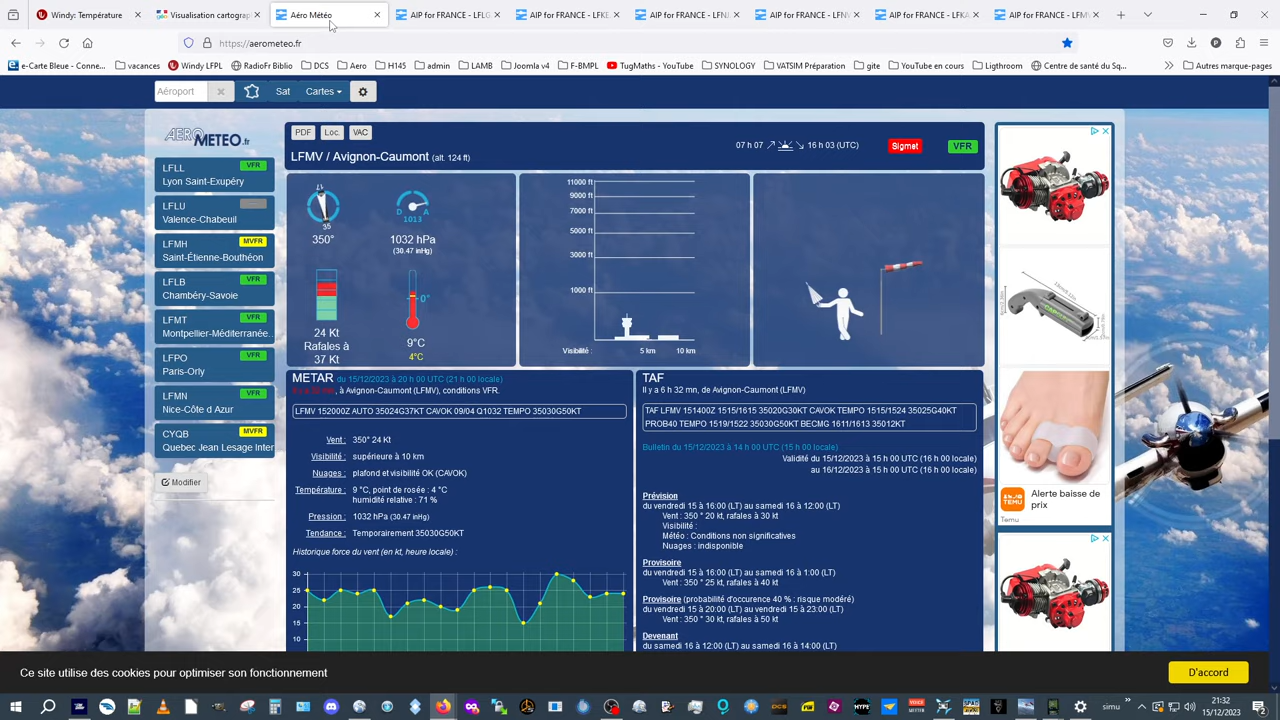 Windy: Température
Visualisation cartograp
Aéro Météo
AIP for FRANCE - LFLG
AIP for FRANCE - LFKE
AIP for FRANCE - LFNJ
AIP for FRANCE - LFNV
AIP for FRANCE - LFKA
AIP for FRANCE - LFMV
https://aerometeo.fr
e-Carte Bleue - Conne...
vacances
Windy LFPL
RadioFr Biblio
DCS
Aero
H145
admin
LAMB
Joomla v4
F-BMPL
TugMaths - YouTube
SYNOLOGY
VATSIM Préparation
gite
YouTube en cours
Ligthroom
Centre de santé du Sq...
Autres marque-pages
Aéroport
Sat
Cartes
AEROMETEO.fr
PDF
Loc.
VAC
LFMV / Avignon-Caumont (alt. 124 ft)
07 h 07
16 h 03 (UTC)
Sigmet
VFR
LFLL VFR
Lyon Saint-Exupéry
LFLU
Valence-Chabeuil
LFMH MVFR
Saint-Étienne-Bouthéon
LFLB VFR
Chambéry-Savoie
LFMT VFR
Montpellier-Méditerranée...
LFPO VFR
Paris-Orly
LFMN VFR
Nice-Côte d Azur
CYQB MVFR
Quebec Jean Lesage Inter
Modifier
17
35
350°
D A
1013
1032 hPa
(30.47 inHg)
24 Kt
Rafales à
37 Kt
0°
9°C
4°C
11000 ft
9000 ft
7000 ft
5000 ft
3000 ft
1000 ft
Visibilité : 5 km 10 km
METAR du 15/12/2023 à 20 h 00 UTC (21 h 00 locale)
, à Avignon-Caumont (LFMV), conditions VFR.
LFMV 152000Z AUTO 35024G37KT CAVOK 09/04 Q1032 TEMPO 35030G50KT
Vent : 350° 24 Kt
Visibilité : supérieure à 10 km
Nuages : plafond et visibilité OK (CAVOK)
Température : 9 °C, point de rosée : 4 °C
humidité relative : 71 %
Pression : 1032 hPa (30.47 inHg)
Tendance : Temporairement 35030G50KT
Historique force du vent (en kt, heure locale) :
30
25
20
15
10
TAF
Il y a 6 h 32 mn, de Avignon-Caumont (LFMV)
TAF LFMV 151400Z 1515/1615 35020G30KT CAVOK TEMPO 1515/1524 35025G40KT
PROB40 TEMPO 1519/1522 35030G50KT BECMG 1611/1613 35012KT
Bulletin du 15/12/2023 à 14 h 00 UTC (15 h 00 locale)
Validité du 15/12/2023 à 15 h 00 UTC (16 h 00 locale)
au 16/12/2023 à 15 h 00 UTC (16 h 00 locale)
Prévision
du vendredi 15 à 16:00 (LT) au samedi 16 à 12:00 (LT)
Vent : 350 ° 20 kt, rafales à 30 kt
Visibilité :
Météo : Conditions non significatives
Nuages : indisponible
Provisoire
du vendredi 15 à 16:00 (LT) au samedi 16 à 1:00 (LT)
Vent : 350 ° 25 kt, rafales à 40 kt
Provisoire (probabilité d'occurence 40 % : risque modéré)
du vendredi 15 à 20:00 (LT) au vendredi 15 à 23:00 (LT)
Vent : 350 ° 30 kt, rafales à 50 kt
Devenant
du samedi 16 à 12:00 (LT) au samedi 16 à 14:00 (LT)
Alerte baisse de
prix
Temu
Ce site utilise des cookies pour optimiser son fonctionnement
D'accord
simu
21:32
15/12/2023